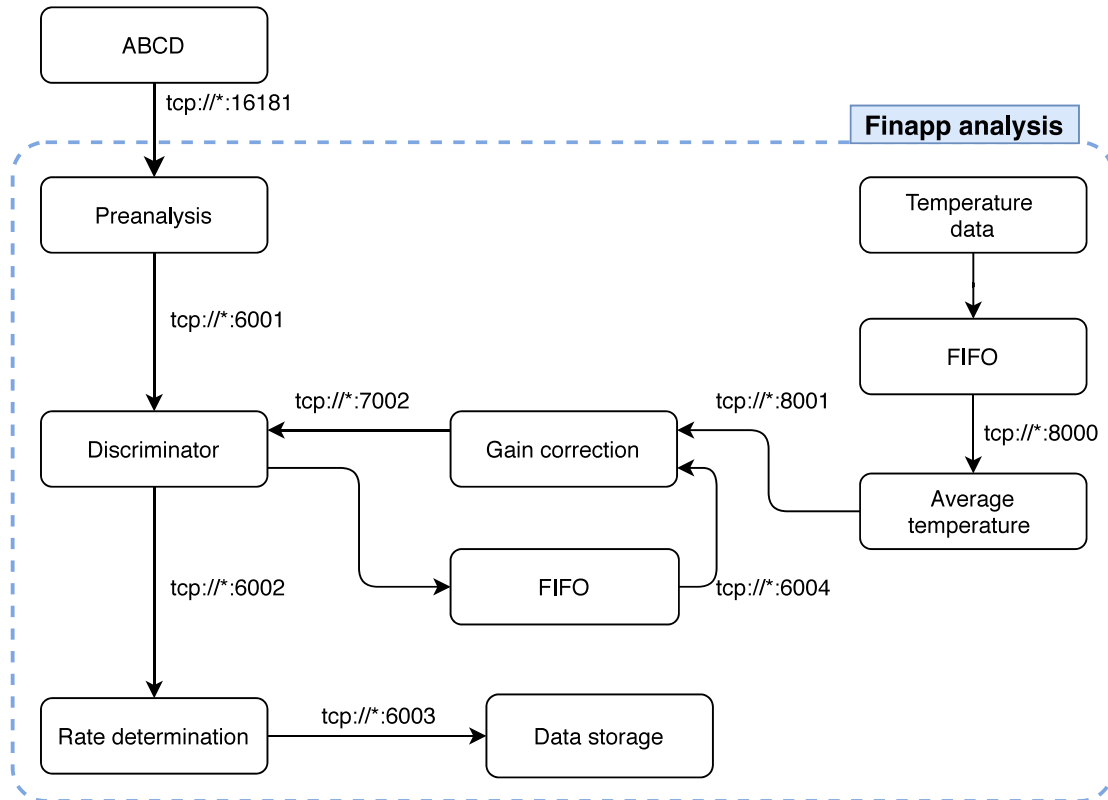 ABCD
tcp://*:16181
Finapp analysis
Preanalysis
Temperature
data
tcp://*:6001
FIFO
tcp://*:7002
tcp://*:8001
tcp://*:8000
Discriminator
Gain correction
Average
temperature
tcp://*:6002
FIFO
tcp://*:6004
Rate determination
tcp://*:6003
Data storage